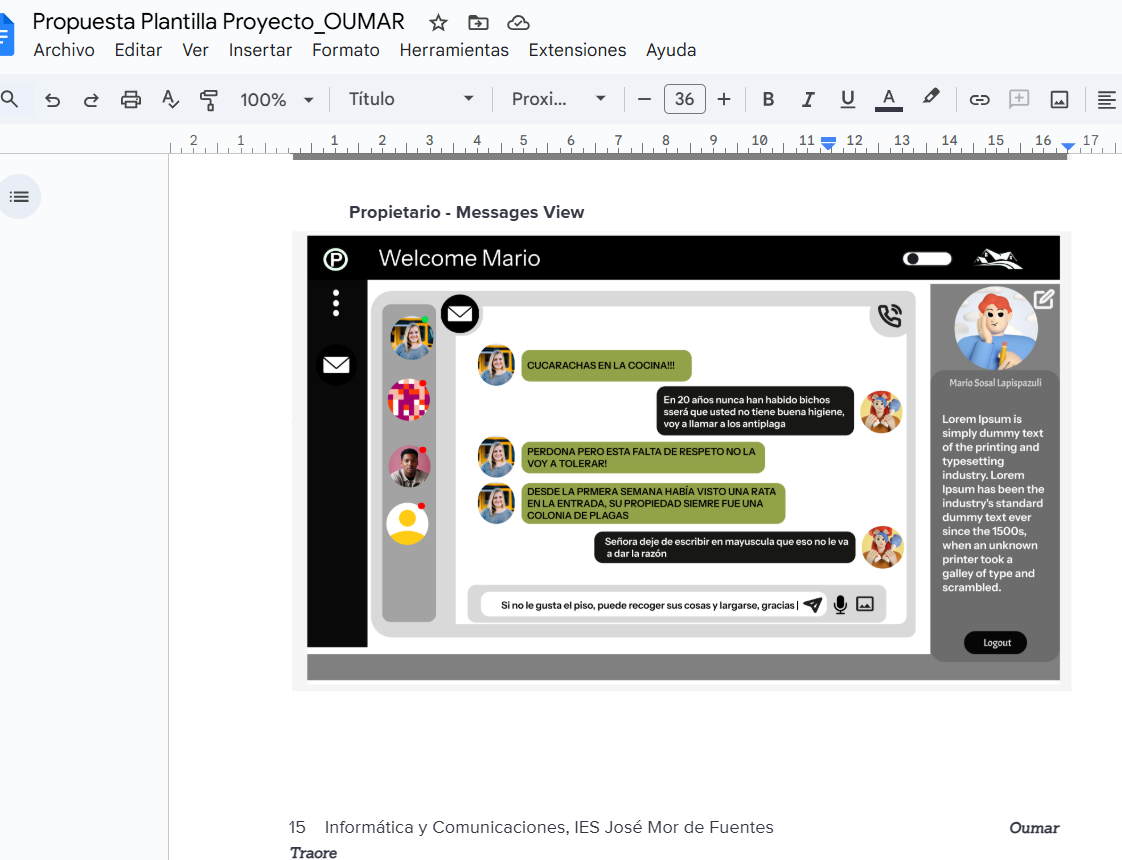 Propuesta Plantilla Proyecto_OUMAR
Archivo Editar Ver Insertar Formato Herramientas Extensiones Ayuda
100% Título Proxi... 36 B I U A
2 1 1 2 3 4 5 6 7 8 9 10 11 12 13 14 15 16 17
Propietario - Messages View
P Welcome Mario
CUCARACHAS EN LA COCINA!!!
En 20 años nunca han habido bichos
sserá que usted no tiene buena higiene,
voy a llamar a los antiplaga
PERDONA PERO ESTA FALTA DE RESPETO NO LA
VOY A TOLERAR!
DESDE LA PRMERA SEMANA HABÍA VISTO UNA RATA
EN LA ENTRADA, SU PROPIEDAD SIEMRE FUE UNA
COLONIA DE PLAGAS
Señora deje de escribir en mayuscula que eso no le va
a dar la razón
Si no le gusta el piso, puede recoger sus cosas y largarse, gracias|
Mario Sosal Lapispazuli
Lorem Ipsum is
simply dummy text
of the printing and
typesetting
industry. Lorem
Ipsum has been the
industry's standard
dummy text ever
since the 1500s,
when an unknown
printer took a
galley of type and
scrambled.
Logout
15 Informática y Comunicaciones, IES José Mor de Fuentes Oumar
Traore